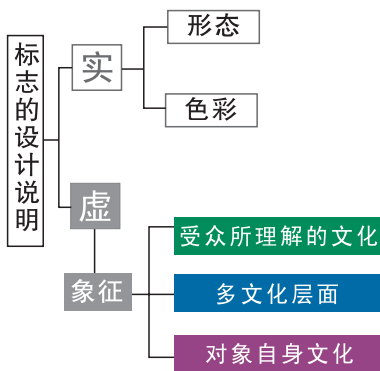 标志的设计说明
实
形态
色彩
虚
象征
受众所理解的文化
多文化层面
对象自身文化